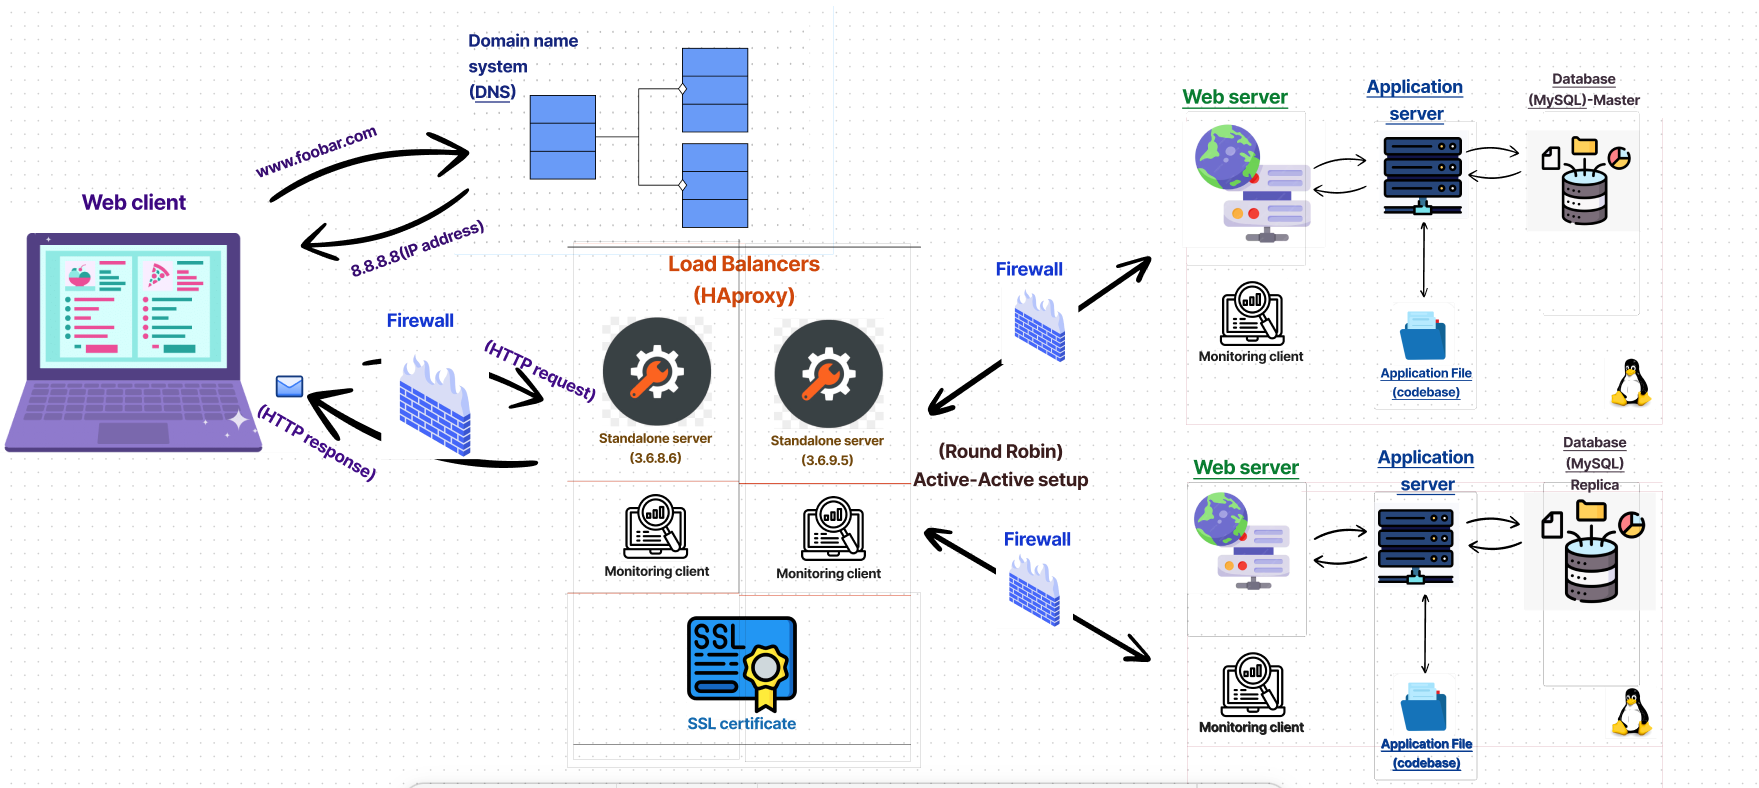 Domain name
system
(DNS)
www.foobar.com
8.8.8.8(IP address)
Web client
Firewall
(HTTP request)
(HTTP response)
Load Balancers
(HAproxy)
Standalone server
(3.6.8.6)
Standalone server
(3.6.9.5)
Monitoring client
Monitoring client
SSL
SSL certificate
(Round Robin)
Active-Active setup
Firewall
Firewall
Web server
Application
server
Database
(MySQL)-Master
Monitoring client
Application File
(codebase)
Web server
Application
server
Database
(MySQL)
Replica
Monitoring client
Application File
(codebase)